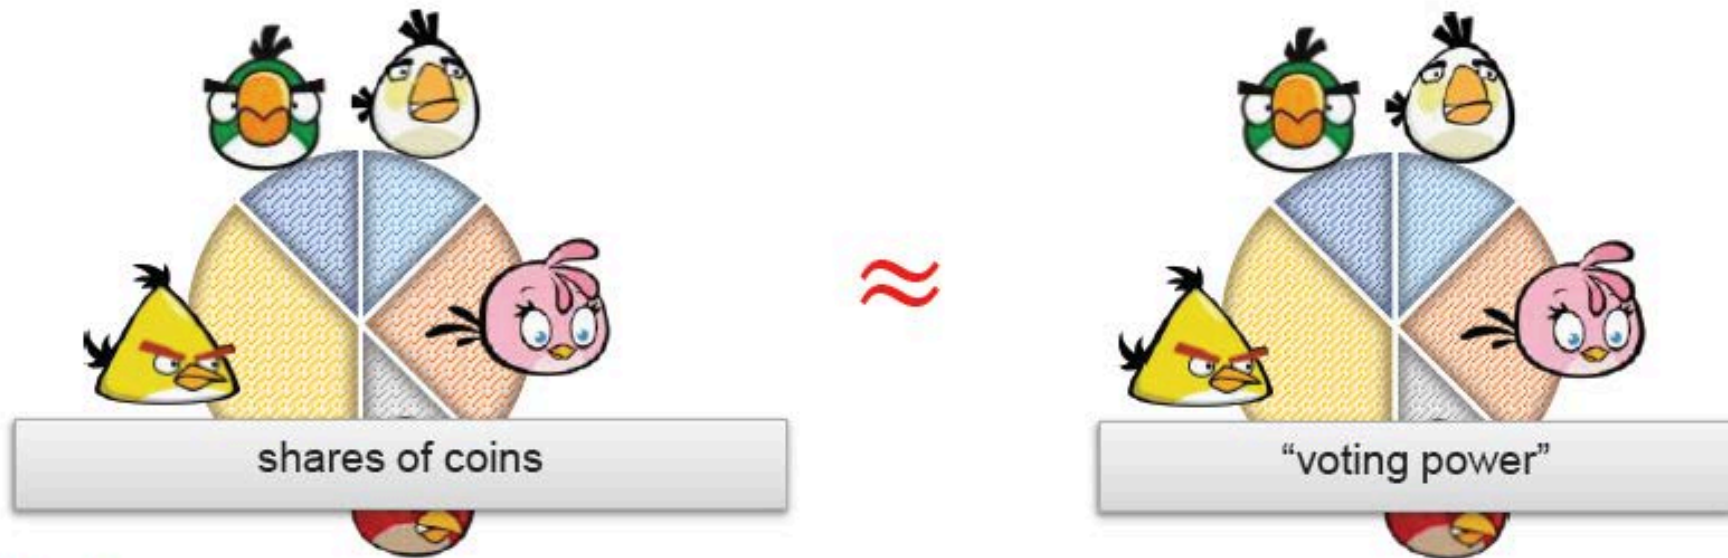 ≈
shares of coins
“voting power”